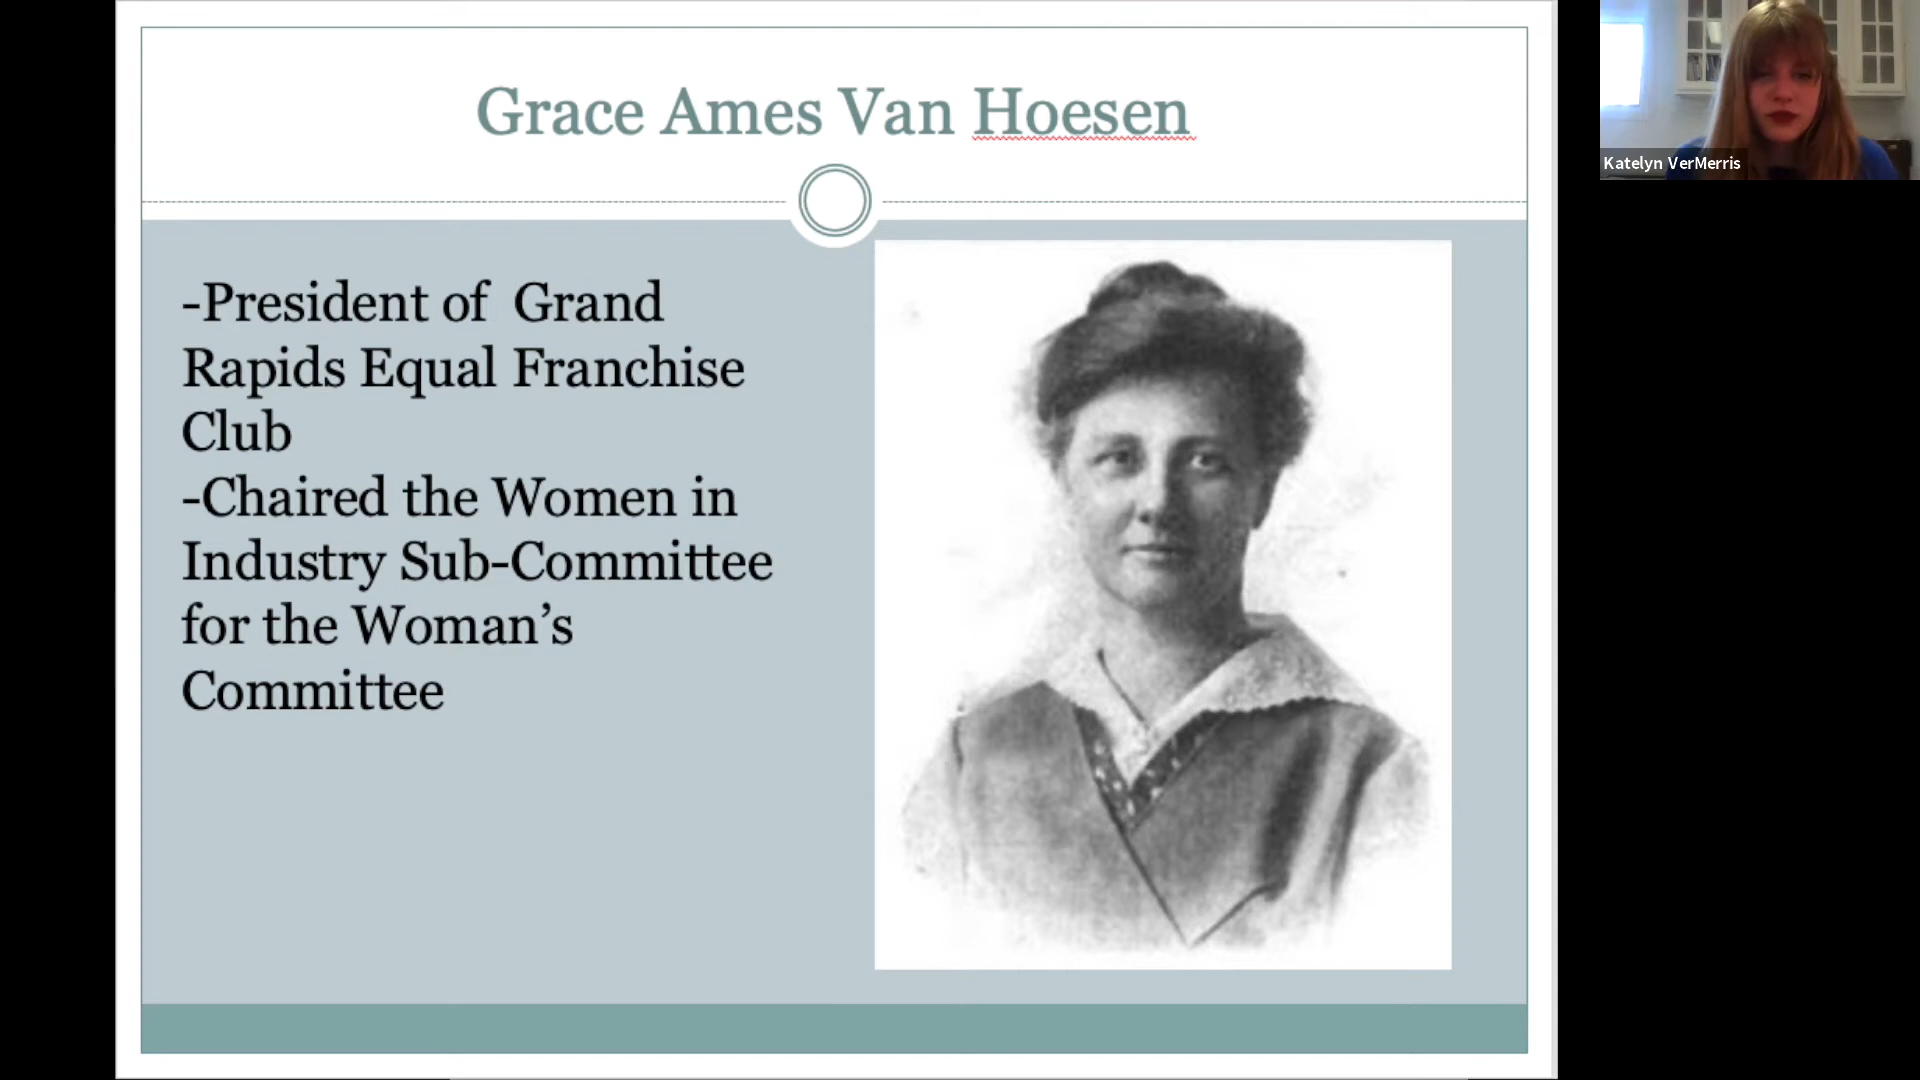 Grace Ames Van Hoesen
-President of  Grand
Rapids Equal Franchise
Club
-Chaired the Women in
Industry Sub-Committee
for the Woman’s
Committee
Katelyn VerMerris